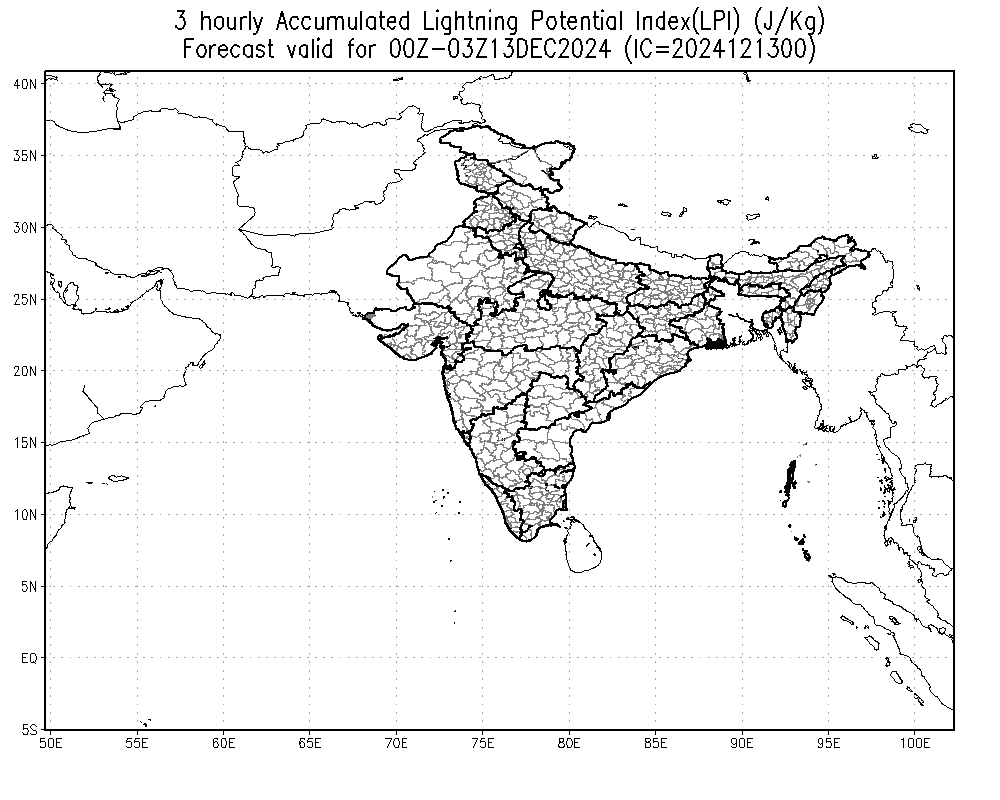 3 hourly Accumulated Lightning Potential Index(LPI) (J/Kg)
Forecast valid for 00Z-03Z13DEC2024 (IC=2024121300)
40N
35N
30N
25N
20N
15N
10N
5N
EQ
5S
50E 55E 60E 65E 70E 75E 80E 85E 90E 95E 100E